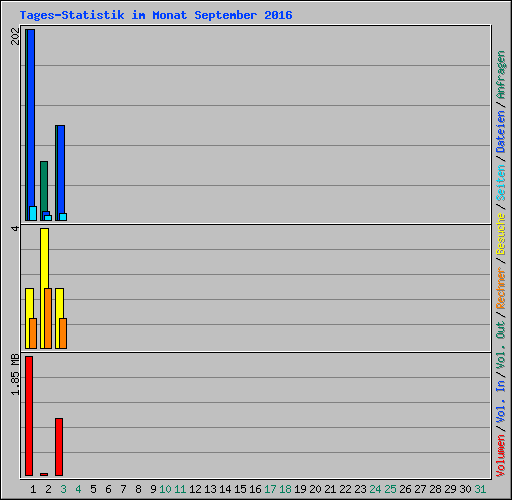 Tages-Statistik im Monat September 2016
202
4
1.85 MB
Volumen / Vol. In / Vol. Out / Rechner / Besuche / Seiten / Dateien / Anfragen
1 2 3 4 5 6 7 8 9 10 11 12 13 14 15 16 17 18 19 20 21 22 23 24 25 26 27 28 29 30 31